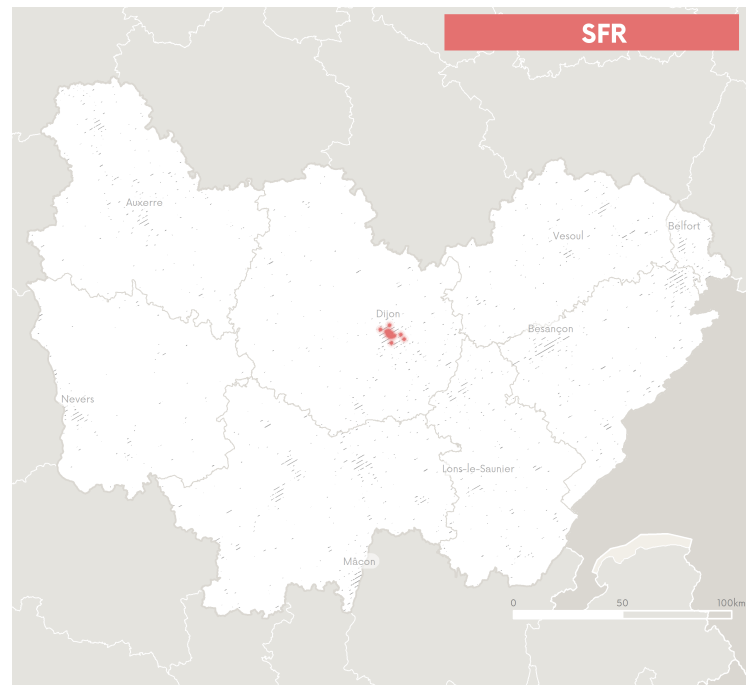 SFR
Auxerre
Belfort
Vesoul
Dijon
Besançon
Nevers
Lons-le-Saunier
Mâcon
0 50 100km